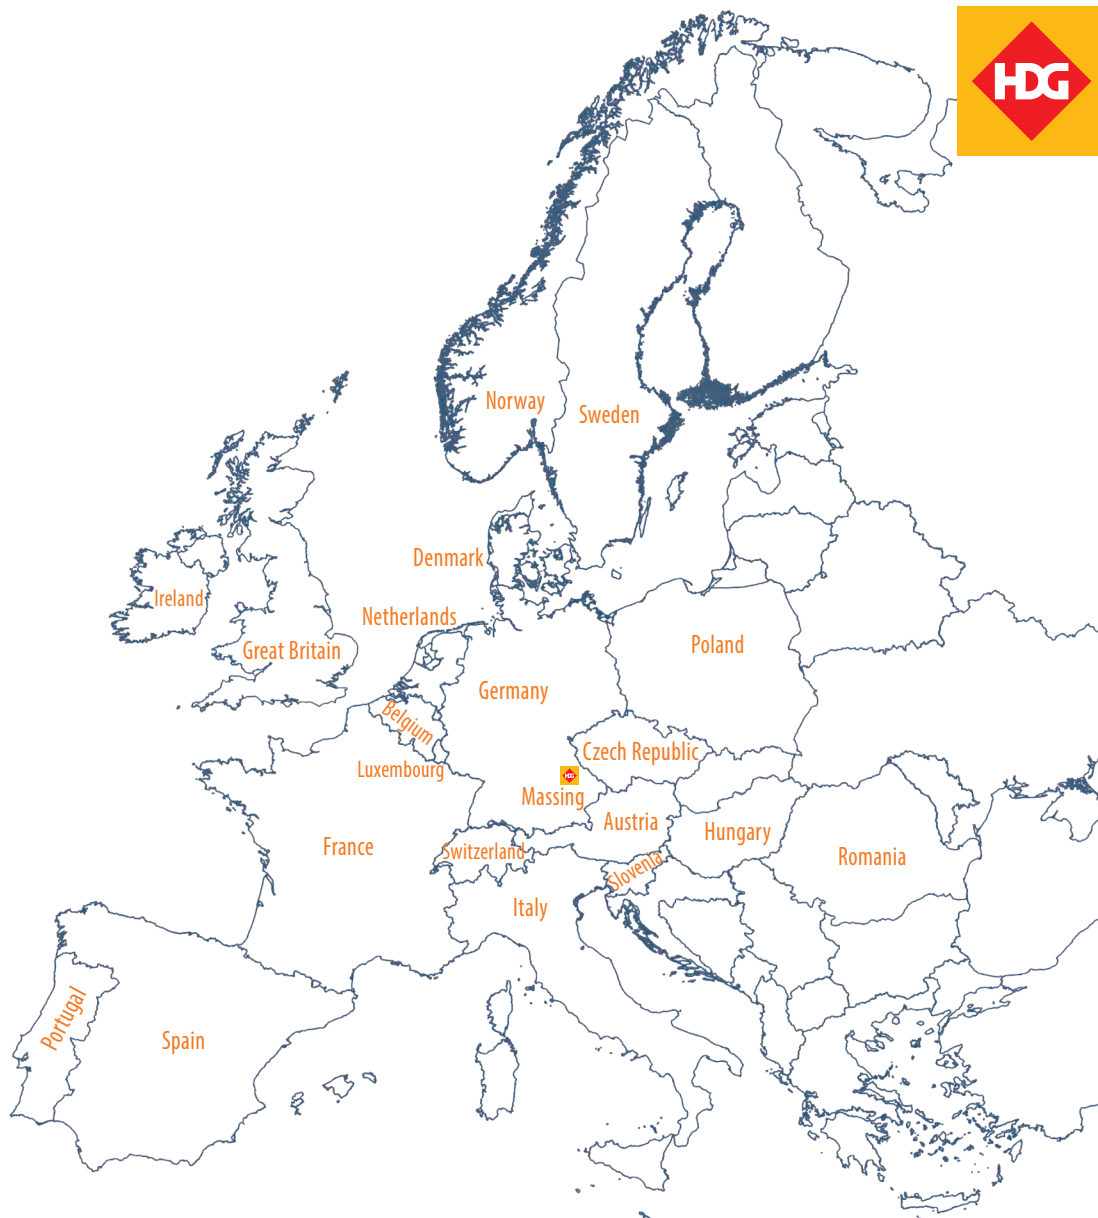 HDG
Norway
Sweden
Denmark
Ireland
Netherlands
Great Britain
Poland
Germany
Belgium
Czech Republic
Luxembourg
HDG
Massing
Austria
Hungary
France
Switzerland
Romania
Slovenia
Italy
Portugal
Spain